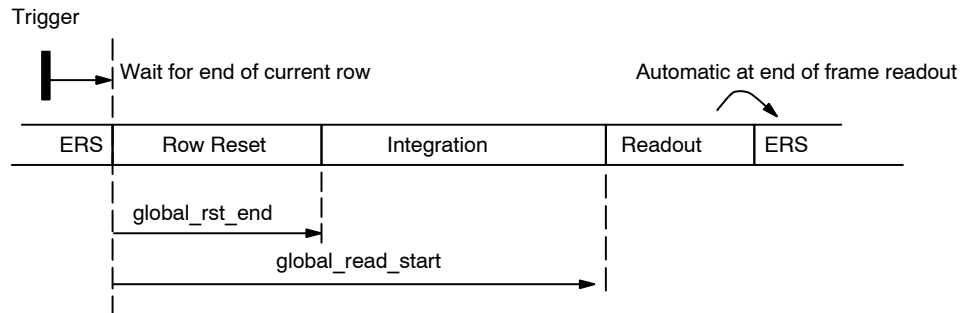 Trigger
Wait for end of current row
Automatic at end of frame readout
ERS
Row Reset
Integration
Readout
ERS
global_rst_end
global_read_start